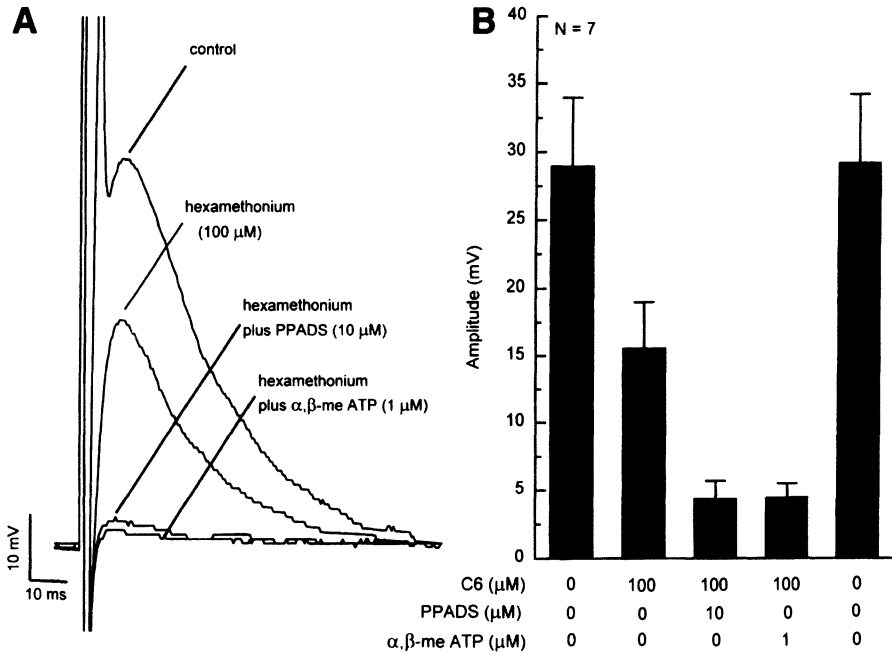 A
control
hexamethonium
(100 μM)
hexamethonium
plus PPADS (10 μM)
hexamethonium
plus α,β-me ATP (1 μM)
10 mV
10 ms
B
N = 7
40
35
30
25
20
15
10
5
0
Amplitude (mV)
C6 (μM) 0 100 100 100 0
PPADS (μM) 0 0 10 0 0
α,β-me ATP (μM) 0 0 0 1 0